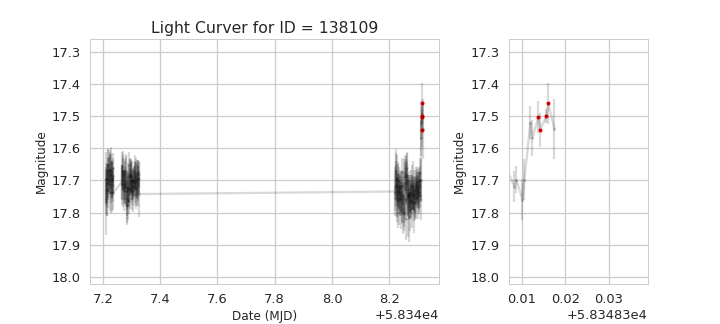 Light Curver for ID = 138109
Magnitude
17.3
17.4
17.5
17.6
17.7
17.8
17.9
18.0
7.2 7.4 7.6 7.8 8.0 8.2
Date (MJD)
+5.834e4
Magnitude
17.3
17.4
17.5
17.6
17.7
17.8
17.9
18.0
0.01 0.02 0.03
+5.83483e4